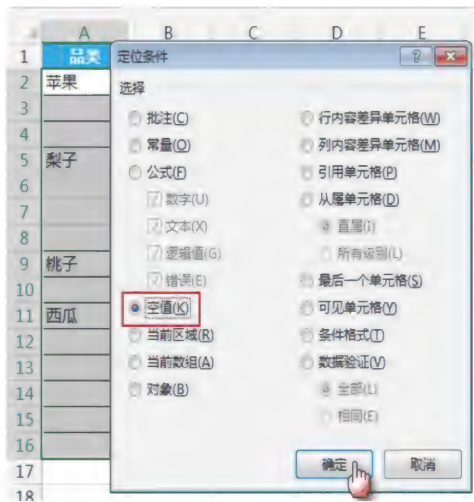 A B C D E
1 品类 定位条件
2 苹果 选择
3 批注(C) 行内容差异单元格(W)
4 常量(O) 列内容差异单元格(M)
5 梨子 公式(F) 引用单元格(P)
6 数字(U) 从属单元格(D)
7 文本(X) 直属(I)
8 逻辑值(G) 所有级别(L)
9 桃子 错误(E) 最后一个单元格(S)
10
11 西瓜 空值(K) 可见单元格(Y)
12 当前区域(R) 条件格式(T)
13 当前数组(A) 数据验证(V)
14 对象(B) 全部(L)
15 相同(E)
16
17 确定 取消
18